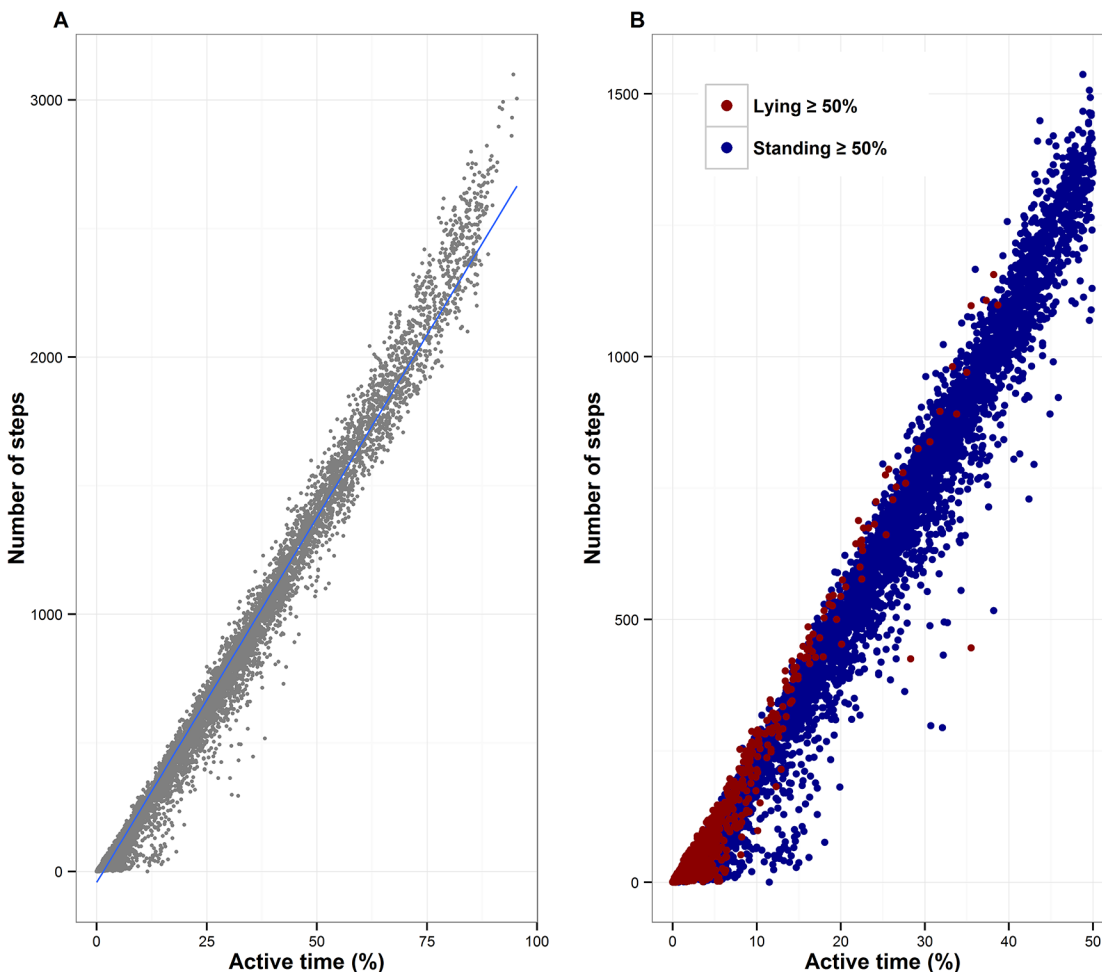 A
Number of steps
3000
2000
1000
0
0 25 50 75 100
Active time (%)
B
Lying ≥ 50%
Standing ≥ 50%
Number of steps
1500
1000
500
0
0 10 20 30 40 50
Active time (%)